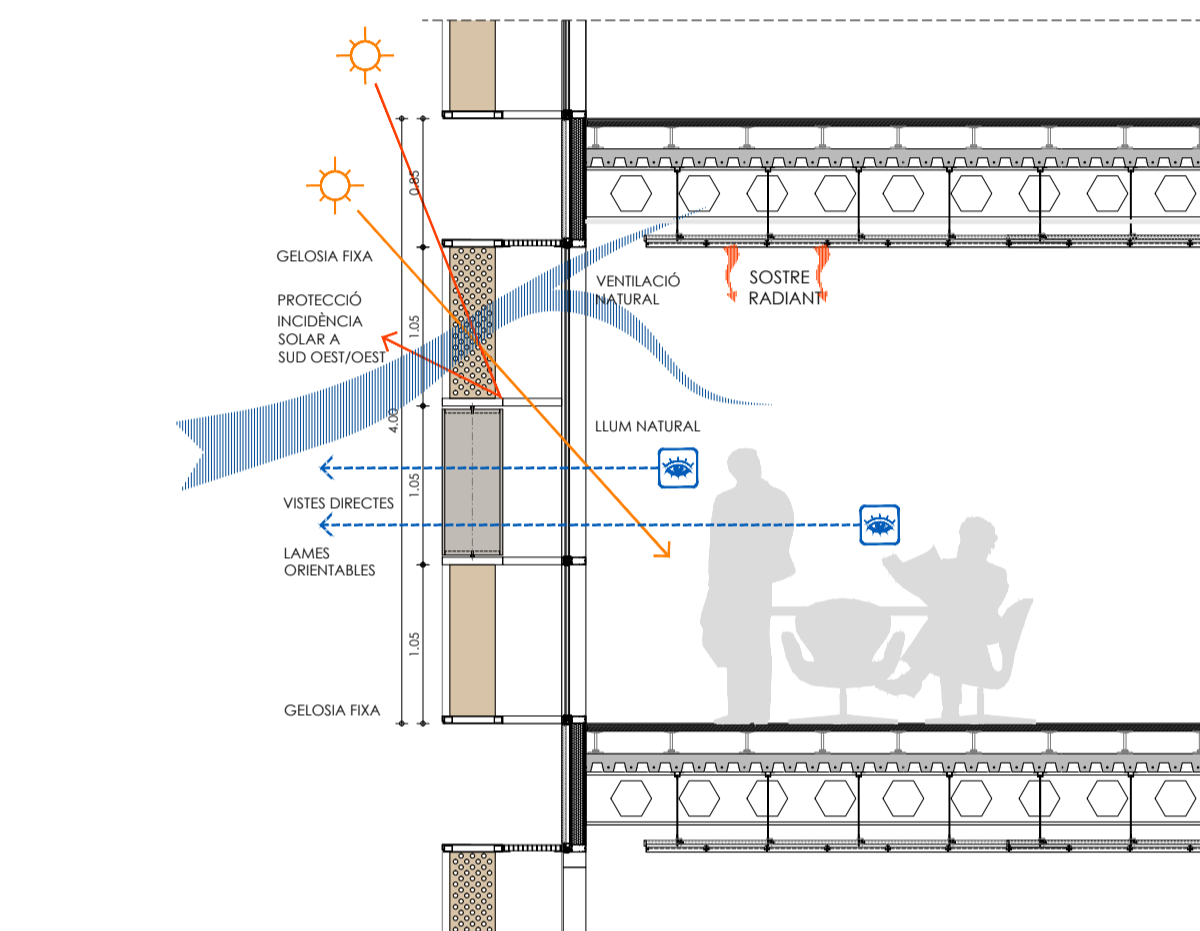 0.85
GELOSIA FIXA
PROTECCIÓ
INCIDÈNCIA
SOLAR A
SUD OEST/OEST
1.05
VENTILACIÓ
NATURAL
SOSTRE
RADIANT
4.00
LLUM NATURAL
1.05
VISTES DIRECTES
LAMES
ORIENTABLES
1.05
GELOSIA FIXA